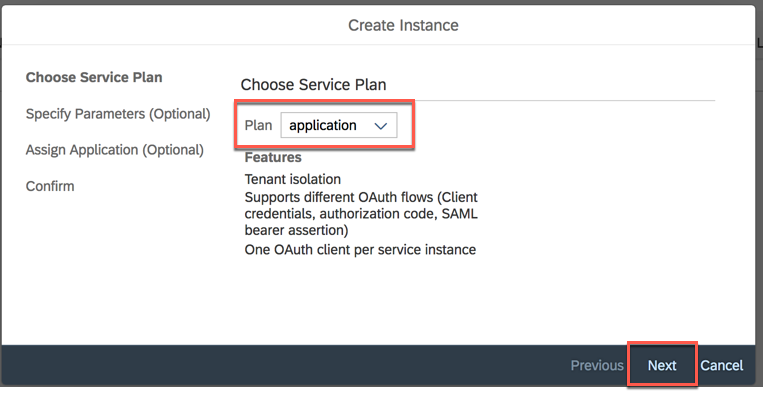 Create Instance
Choose Service Plan
Specify Parameters (Optional)
Assign Application (Optional)
Confirm
Choose Service Plan
Plan application
Features
Tenant isolation
Supports different OAuth flows (Client
credentials, authorization code, SAML
bearer assertion)
One OAuth client per service instance
Previous Next Cancel